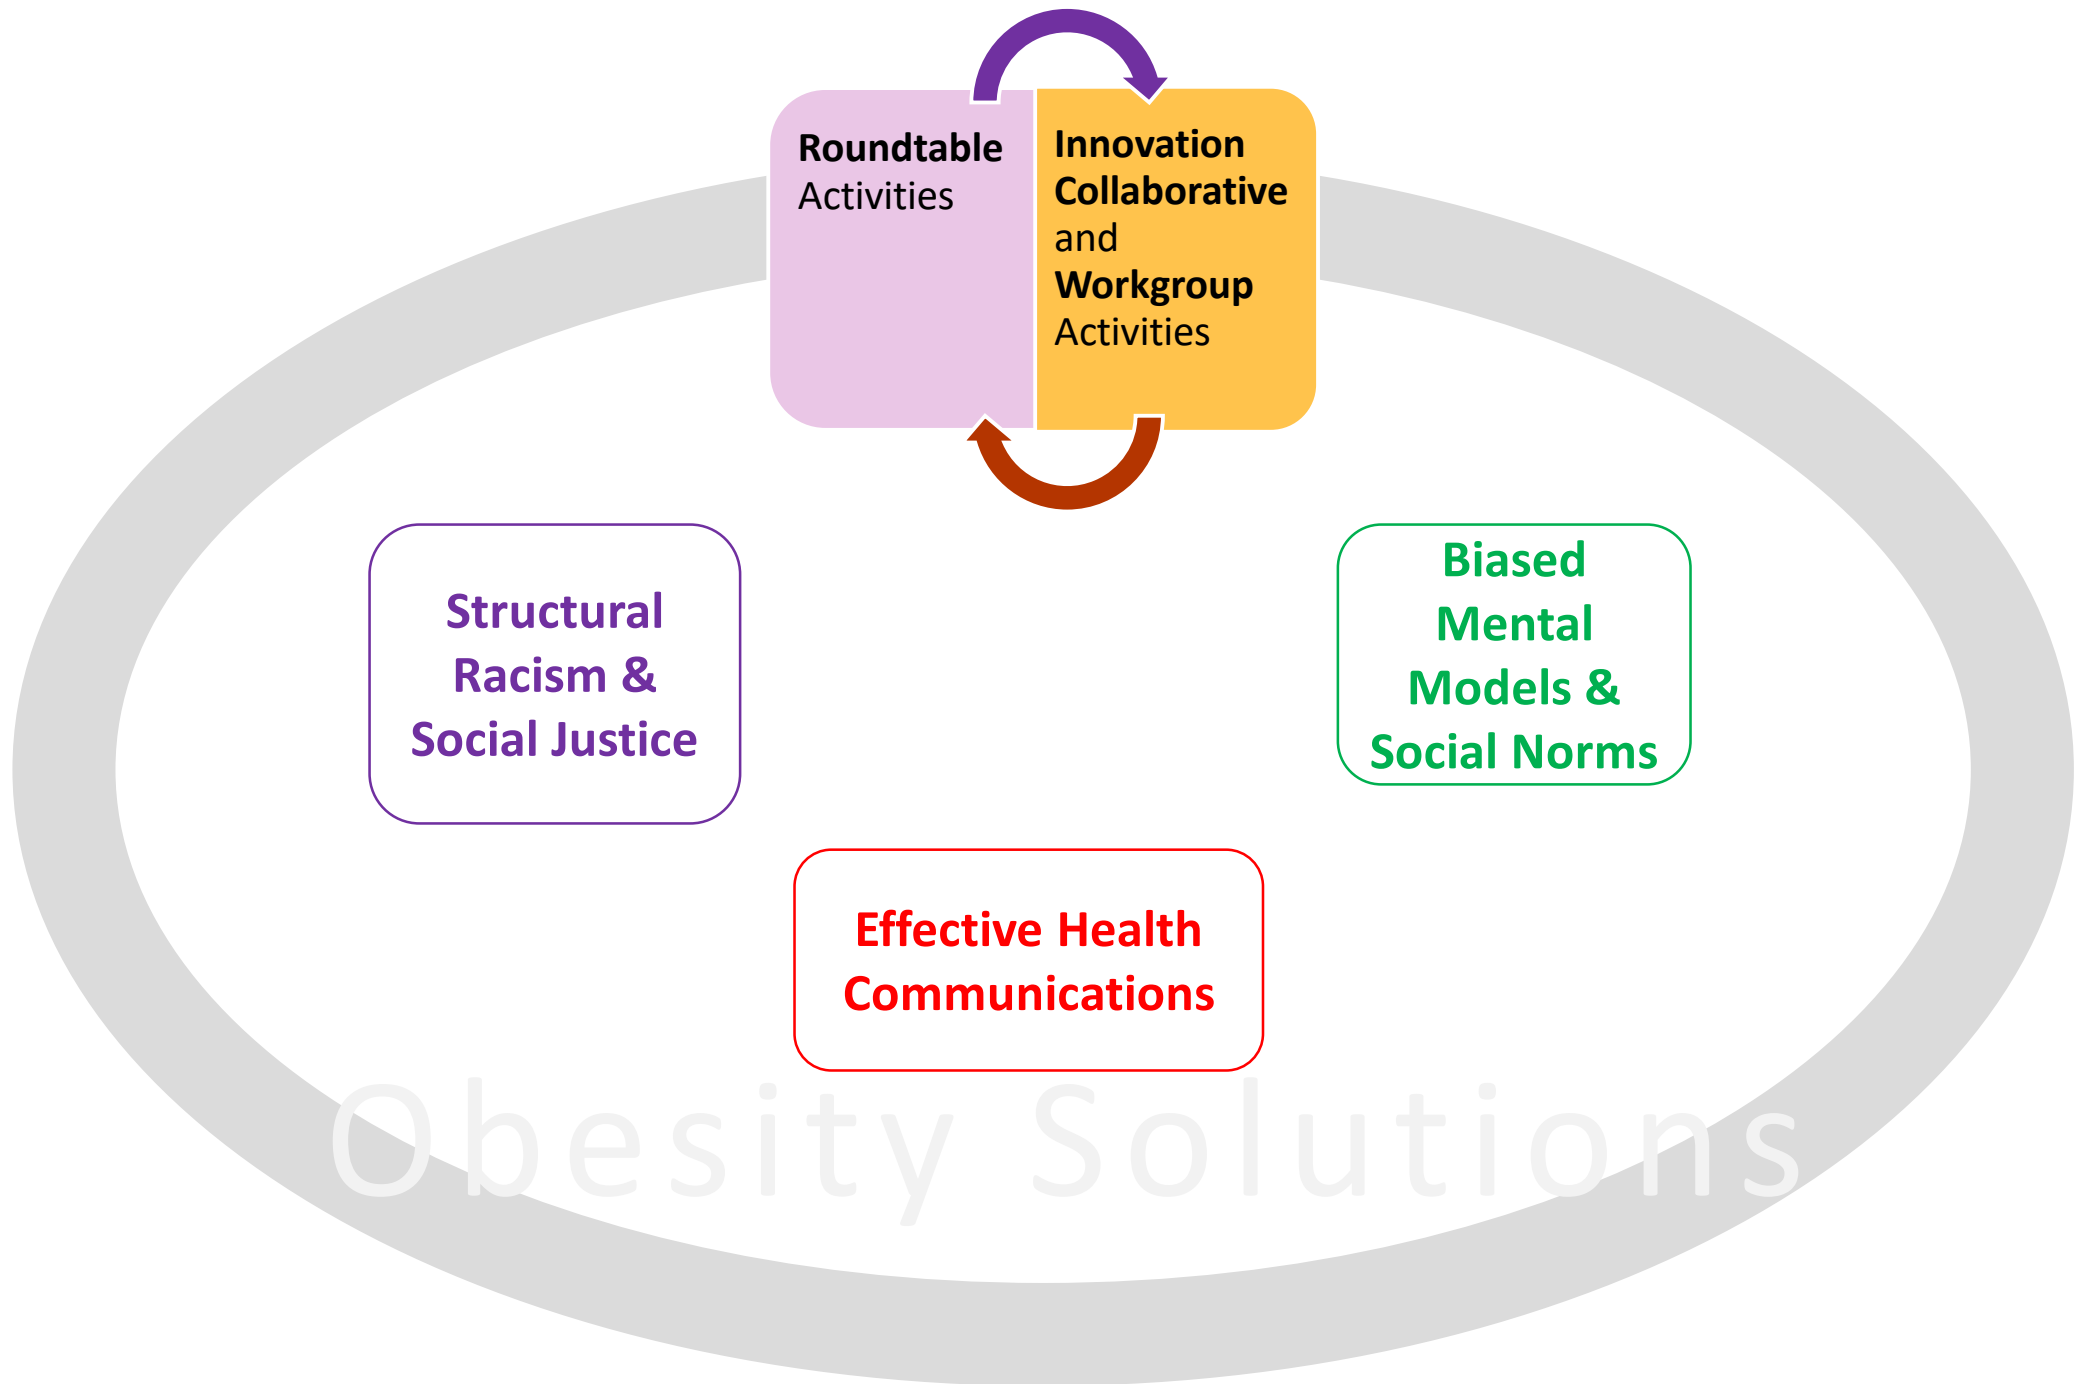 Roundtable
Activities
Innovation
Collaborative
and
Workgroup
Activities
Structural
Racism &
Social Justice
Biased
Mental
Models &
Social Norms
Effective Health
Communications
Obesity Solutions